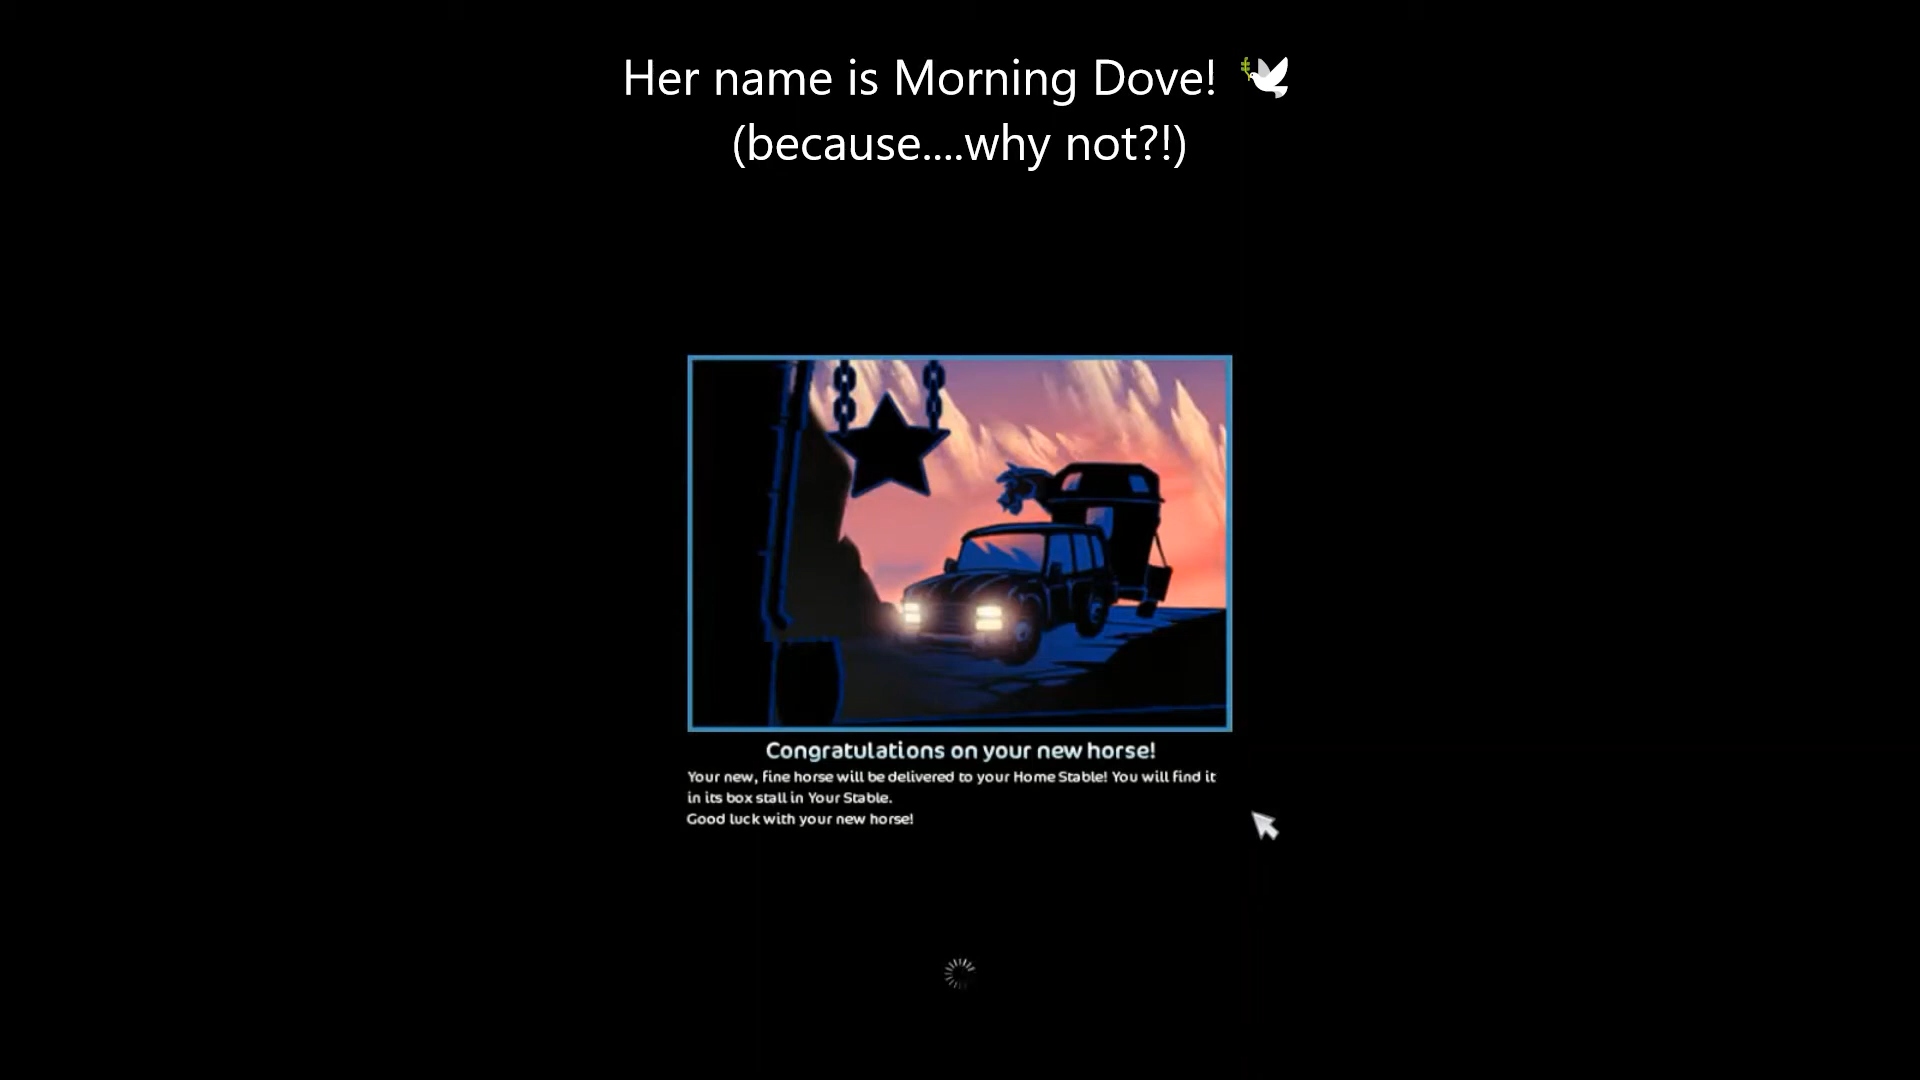 Her name is Morning Dove! 🕊
(because....why not?!)
Congratulations on your new horse!
Your new, fine horse will be delivered to your Home Stable! You will find it
in its box stall in Your Stable.
Good luck with your new horse!